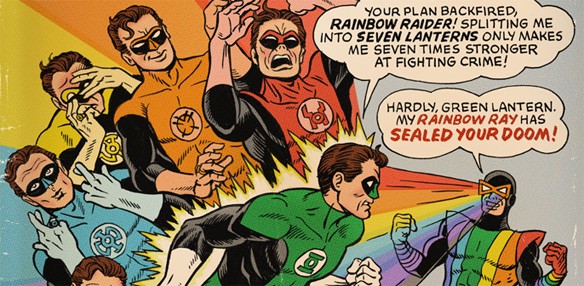 YOUR PLAN BACKFIRED,
RAINBOW RAIDER! SPLITTING ME
INTO SEVEN LANTERNS ONLY MAKES
ME SEVEN TIMES STRONGER
AT FIGHTING CRIME!
HARDLY, GREEN LANTERN.
MY RAINBOW RAY HAS
SEALED YOUR DOOM!